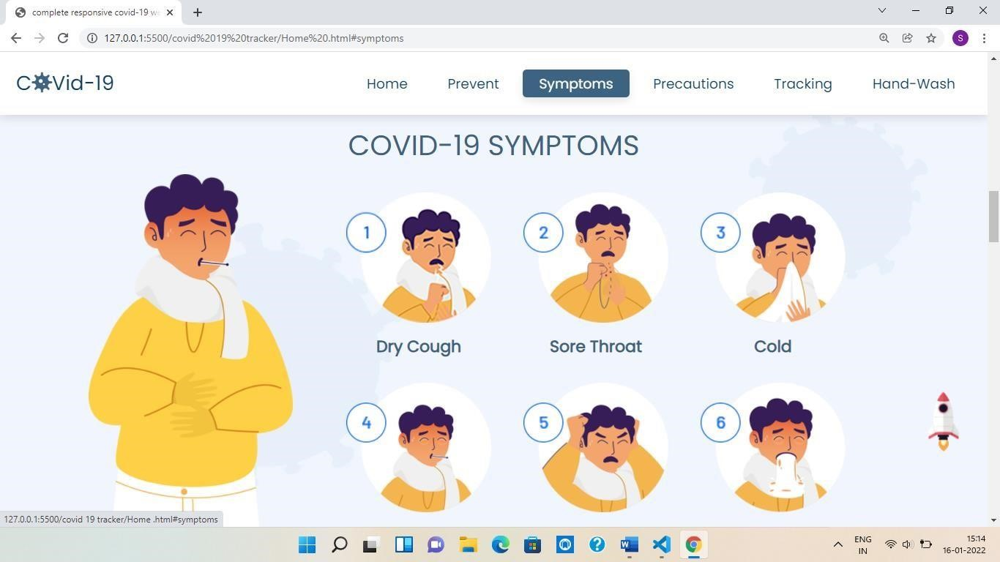 complete responsive covid-19 we
127.0.0.1:5500/covid%2019%20tracker/Home%20.html#symptoms
S
COVid-19
Home
Prevent
Symptoms
Precautions
Tracking
Hand-Wash
COVID-19 SYMPTOMS
1
2
3
Dry Cough
Sore Throat
Cold
4
5
6
127.0.0.1:5500/covid 19 tracker/Home .html#symptoms
ENG
IN
15:14
16-01-2022